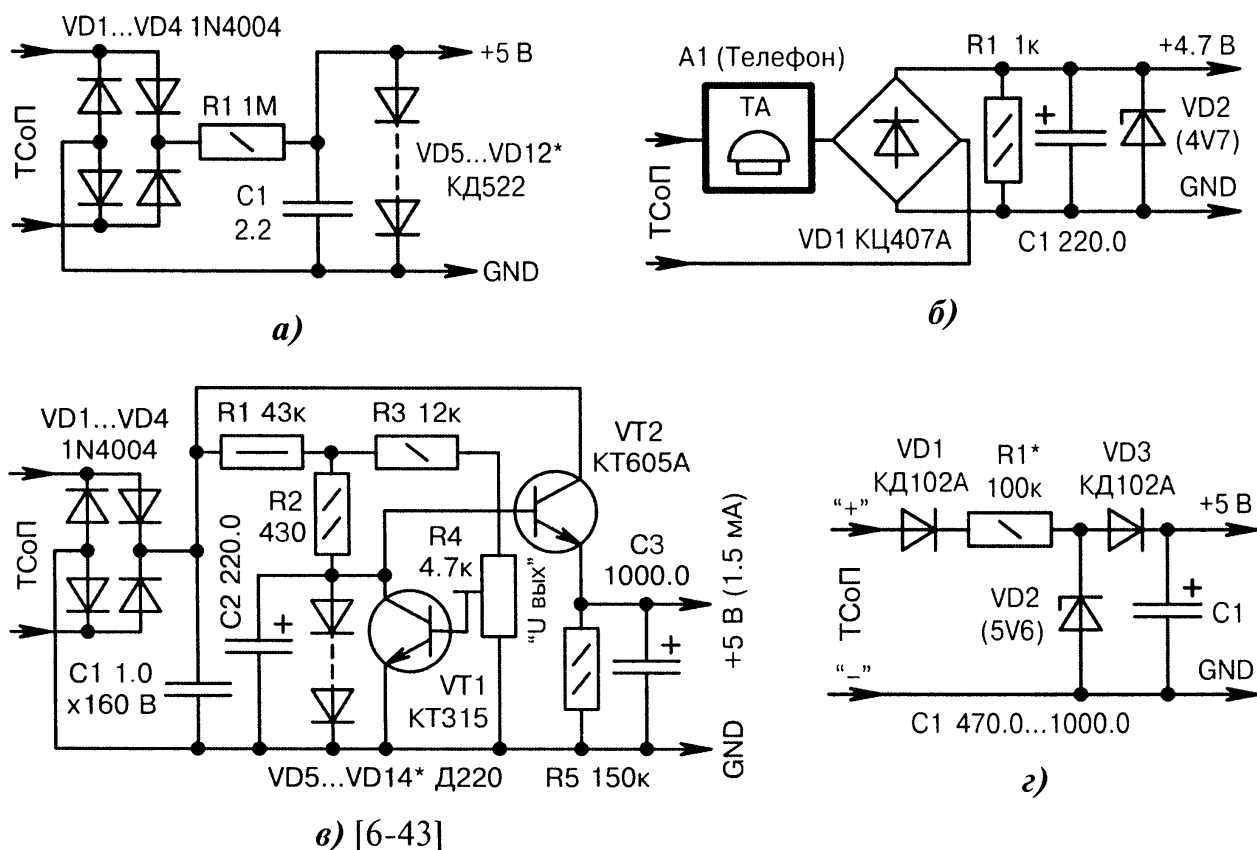 VD1...VD4 1N4004
ТСоП
R1 1М
C1
2.2
+5 В
VD5...VD12*
КД522
GND
а)
А1 (Телефон)
ТА
ТСоП
VD1 КЦ407А
R1 1к
+4.7 В
VD2
(4V7)
GND
+
C1 220.0
б)
VD1...VD4
1N4004
ТСоП
C1 1.0
х160 В
R1 43к
R3 12к
R2
430
C2 220.0
+
R4
4.7к
"U вых"
VT1
КТ315
VT2
КТ605А
C3
1000.0
+
+5 В (1.5 мА)
GND
VD5...VD14* Д220
R5 150к
в) [6-43]
VD1
КД102А
R1*
100к
VD3
КД102А
"+"
+5 В
ТСоП
VD2
(5V6)
+
C1
"–"
GND
C1 470.0...1000.0
г)